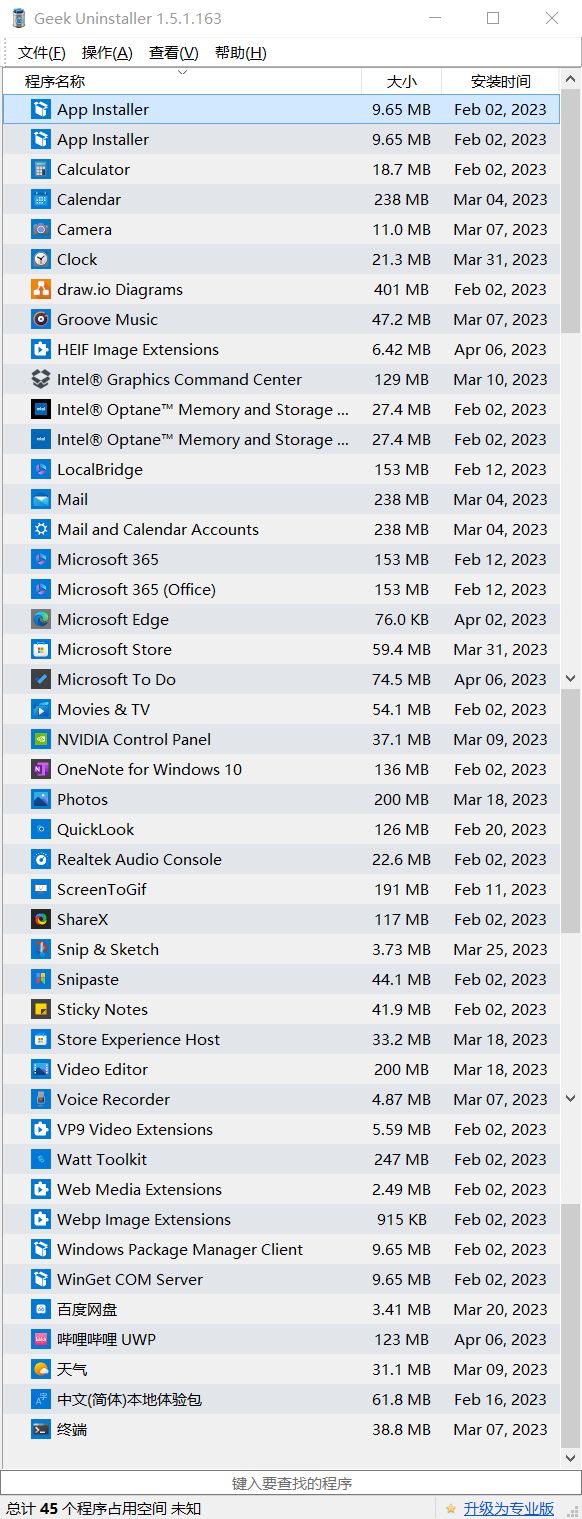 Geek Uninstaller 1.5.1.163
文件(F) 操作(A) 查看(V) 帮助(H)
程序名称 大小 安装时间
App Installer 9.65 MB Feb 02, 2023
App Installer 9.65 MB Feb 02, 2023
Calculator 18.7 MB Feb 02, 2023
Calendar 238 MB Mar 04, 2023
Camera 11.0 MB Mar 07, 2023
Clock 21.3 MB Mar 31, 2023
draw.io Diagrams 401 MB Feb 02, 2023
Groove Music 47.2 MB Mar 07, 2023
HEIF Image Extensions 6.42 MB Apr 06, 2023
Intel® Graphics Command Center 129 MB Mar 10, 2023
Intel® Optane™ Memory and Storage ... 27.4 MB Feb 02, 2023
Intel® Optane™ Memory and Storage ... 27.4 MB Feb 02, 2023
LocalBridge 153 MB Feb 12, 2023
Mail 238 MB Mar 04, 2023
Mail and Calendar Accounts 238 MB Mar 04, 2023
Microsoft 365 153 MB Feb 12, 2023
Microsoft 365 (Office) 153 MB Feb 12, 2023
Microsoft Edge 76.0 KB Apr 02, 2023
Microsoft Store 59.4 MB Mar 31, 2023
Microsoft To Do 74.5 MB Apr 06, 2023
Movies & TV 54.1 MB Feb 02, 2023
NVIDIA Control Panel 37.1 MB Mar 09, 2023
OneNote for Windows 10 136 MB Feb 02, 2023
Photos 200 MB Mar 18, 2023
QuickLook 126 MB Feb 20, 2023
Realtek Audio Console 22.6 MB Feb 02, 2023
ScreenToGif 191 MB Feb 11, 2023
ShareX 117 MB Feb 02, 2023
Snip & Sketch 3.73 MB Mar 25, 2023
Snipaste 44.1 MB Feb 02, 2023
Sticky Notes 41.9 MB Feb 02, 2023
Store Experience Host 33.2 MB Mar 18, 2023
Video Editor 200 MB Mar 18, 2023
Voice Recorder 4.87 MB Mar 07, 2023
VP9 Video Extensions 5.59 MB Feb 02, 2023
Watt Toolkit 247 MB Feb 02, 2023
Web Media Extensions 2.49 MB Feb 02, 2023
Webp Image Extensions 915 KB Feb 02, 2023
Windows Package Manager Client 9.65 MB Feb 02, 2023
WinGet COM Server 9.65 MB Feb 02, 2023
百度网盘 3.41 MB Mar 20, 2023
哔哩哔哩 UWP 123 MB Apr 06, 2023
天气 31.1 MB Mar 09, 2023
中文(简体)本地体验包 61.8 MB Feb 16, 2023
终端 38.8 MB Mar 07, 2023
键入要查找的程序
总计 45 个程序占用空间 未知 升级为专业版